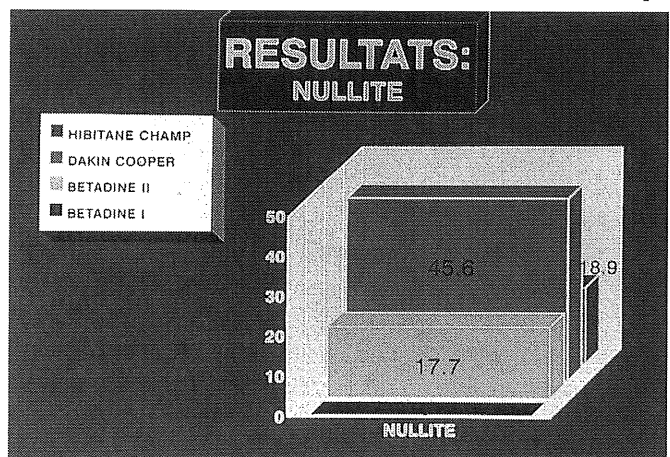 RESULTATS:
NULLITE
HIBITANE CHAMP
DAKIN COOPER
BETADINE II
BETADINE I
50
40
30
20
10
0
45.6
18.9
17.7
NULLITE